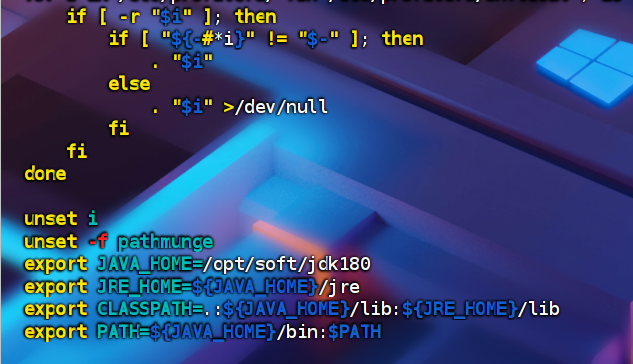 if [ -r "$i" ]; then
if [ "${-#*i}" != "$-" ]; then
. "$i"
else
. "$i" >/dev/null
fi
fi
done
unset i
unset -f pathmunge
export JAVA_HOME=/opt/soft/jdk180
export JRE_HOME=${JAVA_HOME}/jre
export CLASSPATH=.:${JAVA_HOME}/lib:${JRE_HOME}/lib
export PATH=${JAVA_HOME}/bin:$PATH